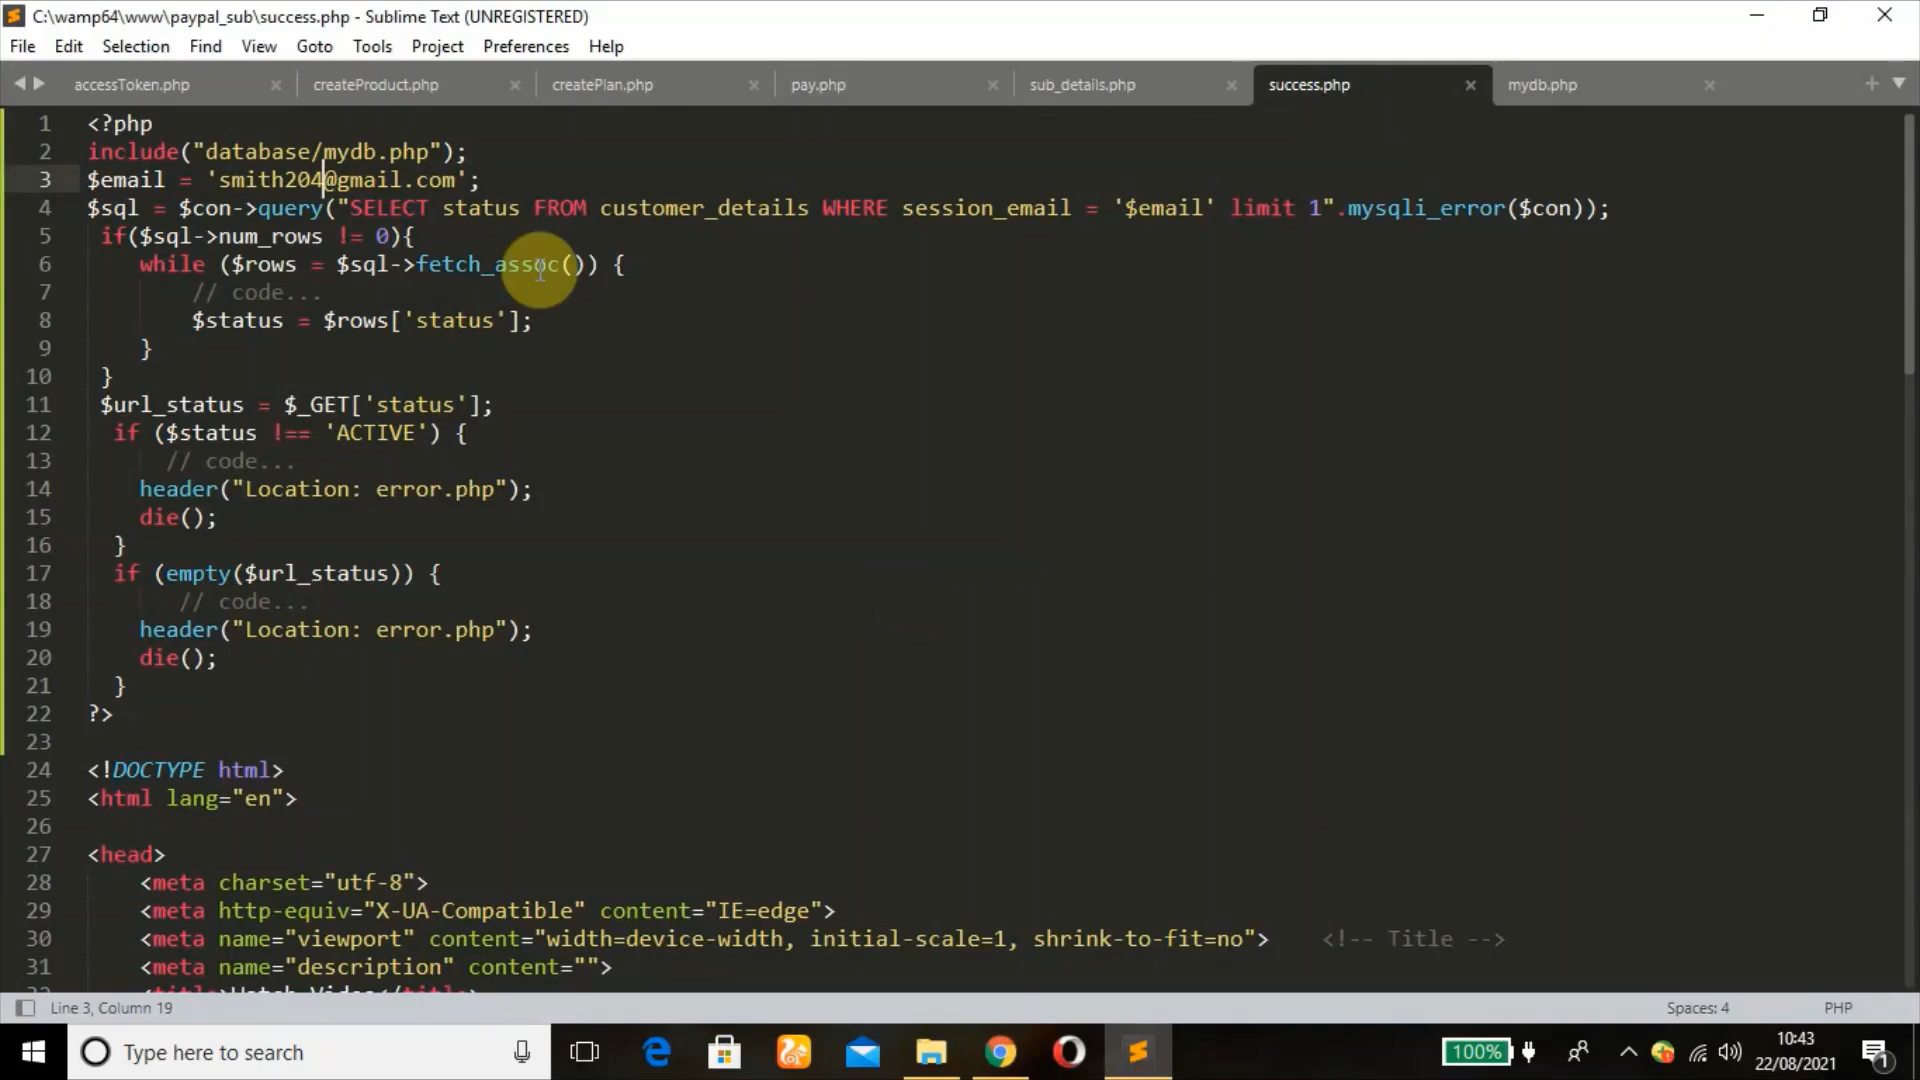 C:\wamp64\www\paypal_sub\success.php - Sublime Text (UNREGISTERED)
File Edit Selection Find View Goto Tools Project Preferences Help
accessToken.php createProduct.php createPlan.php pay.php sub_details.php success.php mydb.php
1 <?php
2 include("database/mydb.php");
3 $email = 'smith204@gmail.com';
4 $sql = $con->query("SELECT status FROM customer_details WHERE session_email = '$email' limit 1".mysqli_error($con));
5 if($sql->num_rows != 0){
6 while ($rows = $sql->fetch_assoc()) {
7 // code...
8 $status = $rows['status'];
9 }
10 }
11 $url_status = $_GET['status'];
12 if ($status !== 'ACTIVE') {
13 // code...
14 header("Location: error.php");
15 die();
16 }
17 if (empty($url_status)) {
18 // code...
19 header("Location: error.php");
20 die();
21 }
22 ?>
23
24 <!DOCTYPE html>
25 <html lang="en">
26
27 <head>
28 <meta charset="utf-8">
29 <meta http-equiv="X-UA-Compatible" content="IE=edge">
30 <meta name="viewport" content="width=device-width, initial-scale=1, shrink-to-fit=no"> <!-- Title -->
31 <meta name="description" content="">
Line 3, Column 19 Spaces: 4 PHP
Type here to search 100% 10:43
22/08/2021 1